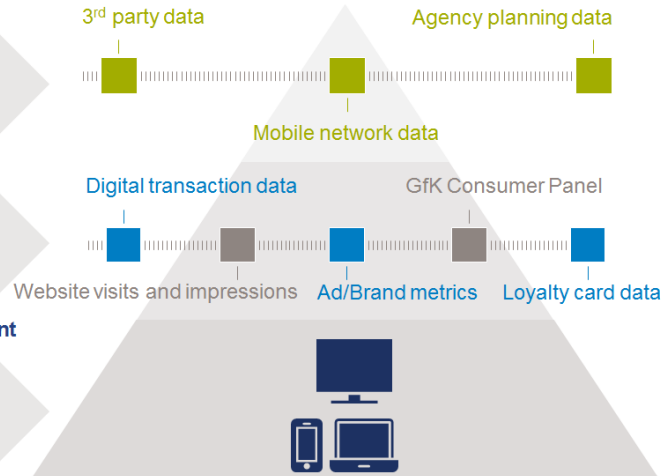 3rd party data
Agency planning data
Mobile network data
Digital transaction data
GfK Consumer Panel
Website visits and impressions
Ad/Brand metrics
Loyalty card data
nt